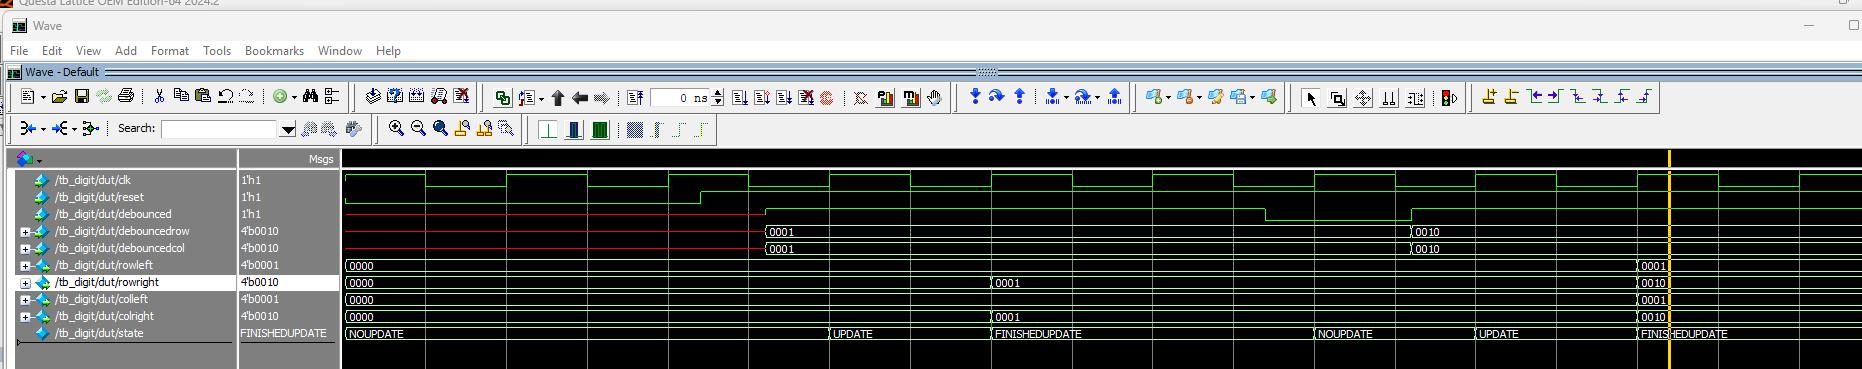 Questa Lattice OEM Edition-64 2024.2
Wave
File Edit View Add Format Tools Bookmarks Window Help
Wave - Default
0 ns
Search:
Msgs
/tb_digit/dut/clk 1'h1
/tb_digit/dut/reset 1'h1
/tb_digit/dut/debounced 1'h1
/tb_digit/dut/debouncedrow 4'b0010 0001 0010
/tb_digit/dut/debouncedcol 4'b0010 0001 0010
/tb_digit/dut/rowleft 4'b0001 0000 0001
/tb_digit/dut/rowright 4'b0010 0000 0001 0010
/tb_digit/dut/colleft 4'b0001 0000 0001
/tb_digit/dut/colright 4'b0010 0000 0001 0010
/tb_digit/dut/state FINISHEDUPDATE NOUPDATE UPDATE FINISHEDUPDATE NOUPDATE UPDATE FINISHEDUPDATE